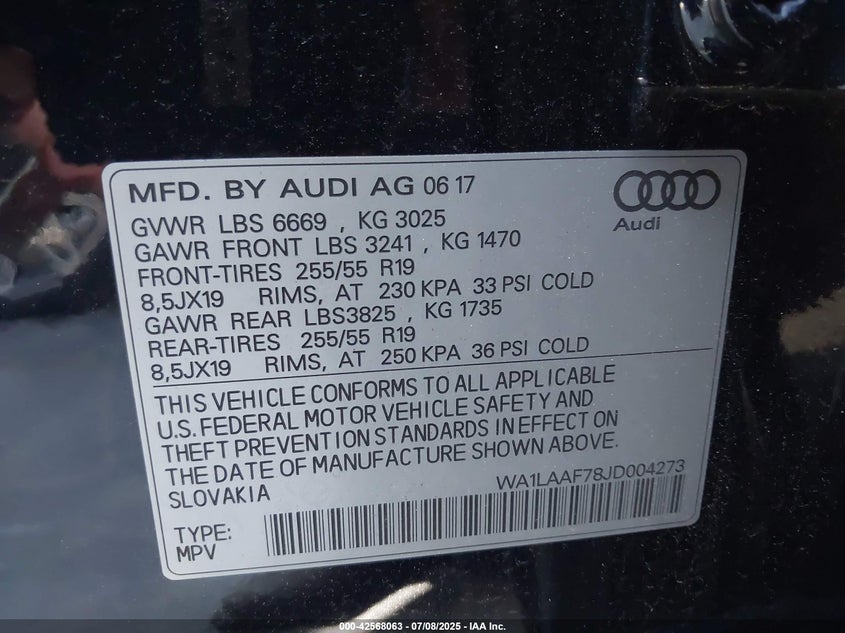 MFD. BY AUDI AG 06 17
Audi
GVWR LBS 6669 , KG 3025
GAWR FRONT LBS 3241 , KG 1470
FRONT-TIRES 255/55 R19
8,5JX19 RIMS, AT 230 KPA 33 PSI COLD
GAWR REAR LBS3825 , KG 1735
REAR-TIRES 255/55 R19
8,5JX19 RIMS, AT 250 KPA 36 PSI COLD
THIS VEHICLE CONFORMS TO ALL APPLICABLE
U.S. FEDERAL MOTOR VEHICLE SAFETY AND
THEFT PREVENTION STANDARDS IN EFFECT ON
THE DATE OF MANUFACTURE SHOWN ABOVE.
SLOVAKIA
WA1LAAF78JD004273
TYPE:
MPV
000-42568063 - 07/08/2025 - IAA Inc.